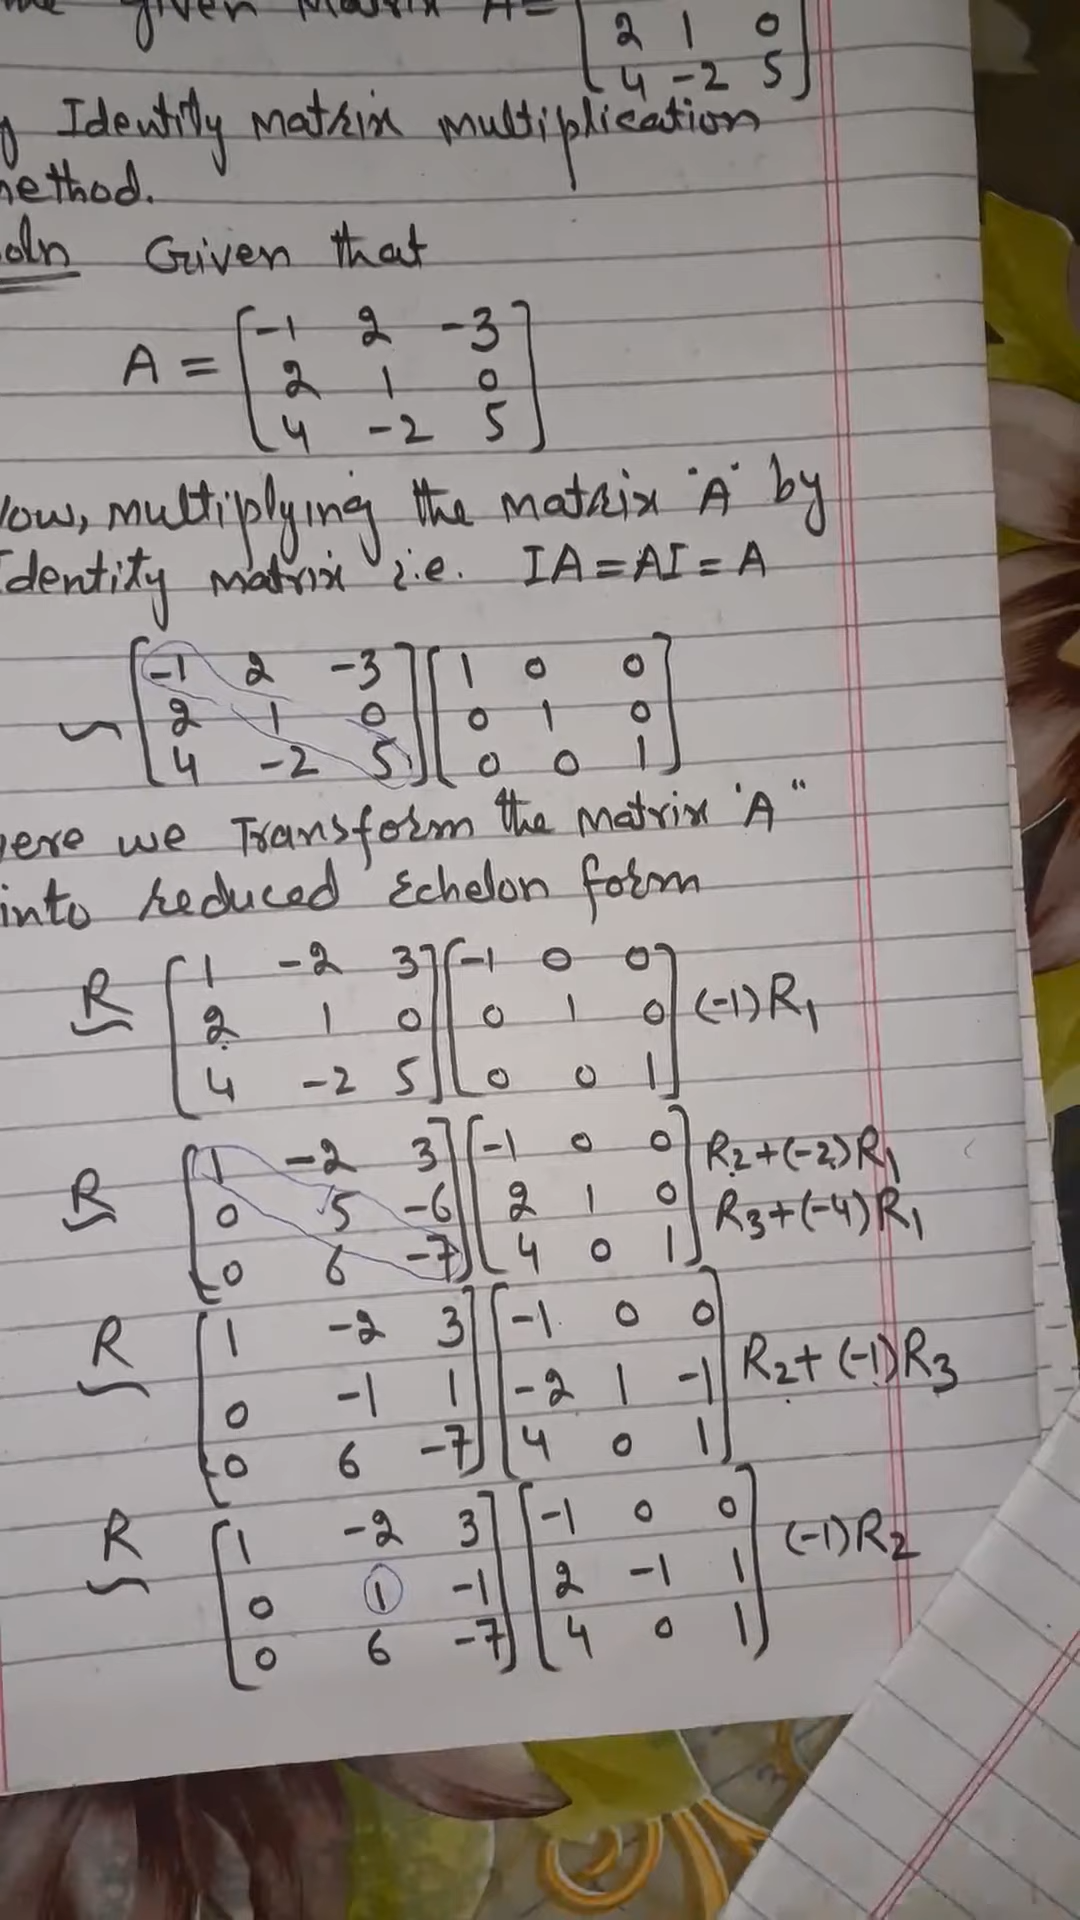 given Matrix A =
2 1 0
4 -2 5
Identity matrix multiplication
method.
Soln Given that
A = [-1 2 -3
2 1 0
4 -2 5]
Now, multiplying the matrix "A" by
Identity matrix i.e. IA = AI = A
~ [-1 2 -3] [1 0 0]
[2 1 0] [0 1 0]
[4 -2 5] [0 0 1]
Here we Transform the matrix 'A"
into reduced Echelon form
R [1 -2 3] [-1 0 0]
[2 1 0] [0 1 0] (-1)R1
[4 -2 5] [0 0 1]
R [1 -2 3] [-1 0 0] R2+(-2)R1
[0 5 -6] [2 1 0] R3+(-4)R1
[0 6 -7] [4 0 1]
R [1 -2 3] [-1 0 0]
[0 -1 1] [-2 1 -1] R2+(-1)R3
[0 6 -7] [4 0 1]
R [1 -2 3] [-1 0 0] (-1)R2
[0 1 -1] [2 -1 1]
[0 6 -7] [4 0 1]